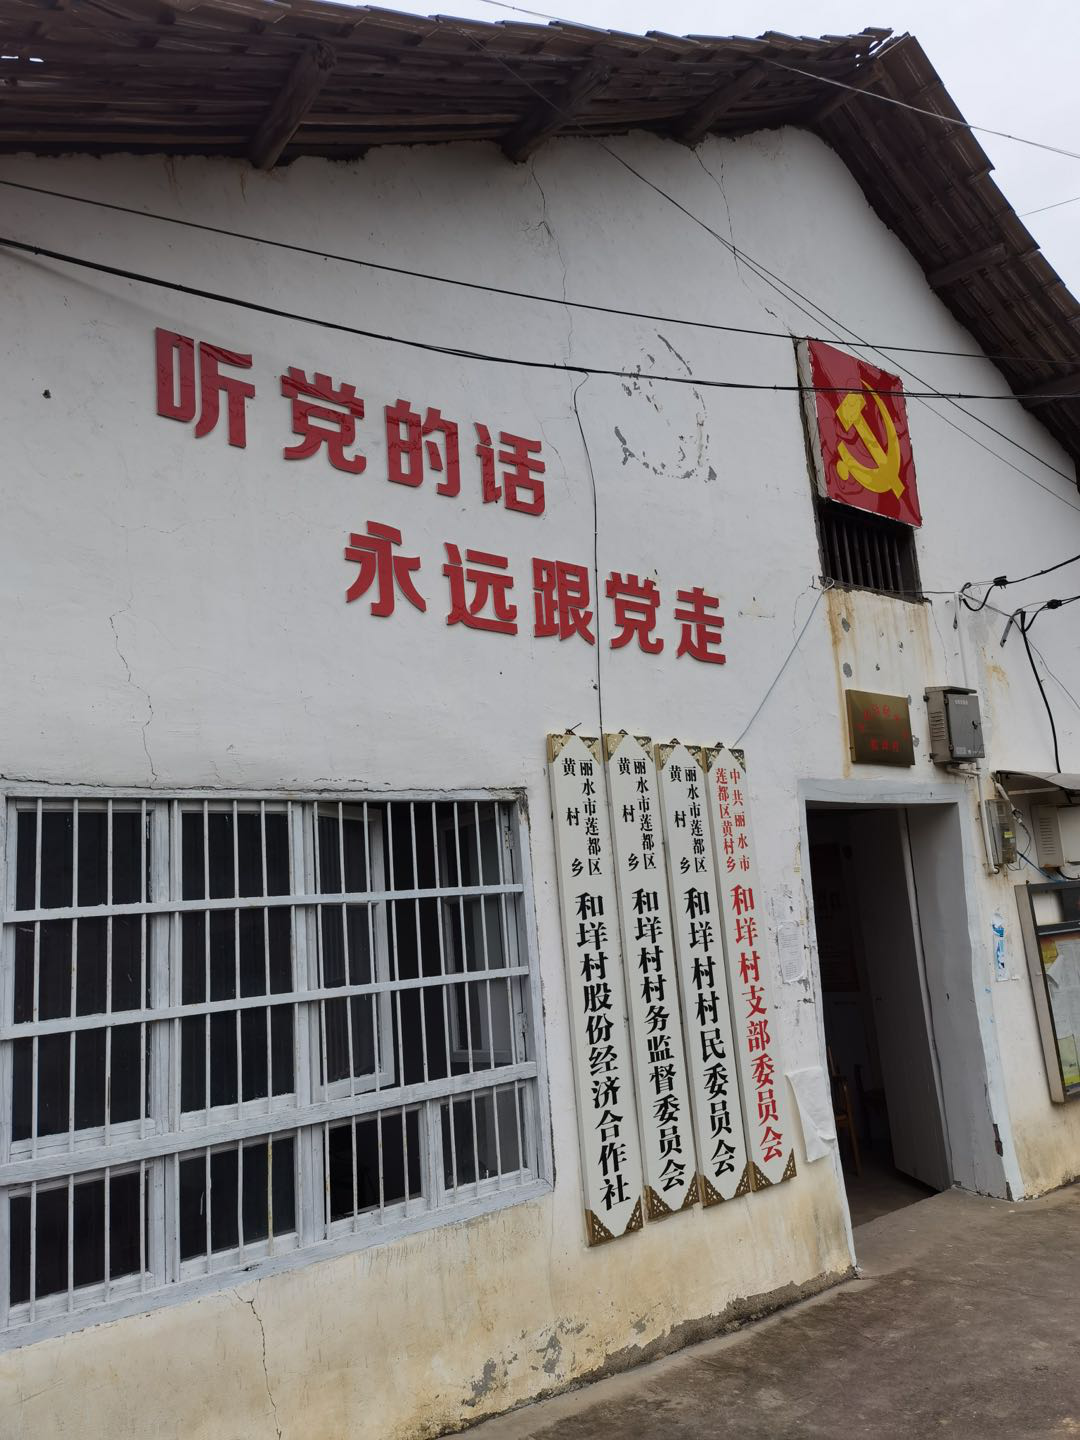 听党的话
永远跟党走
中共丽水市
莲都区黄村乡
和垟村支部委员会
丽水市莲都区
黄村乡
和垟村村民委员会
丽水市莲都区
黄村乡
和垟村村务监督委员会
丽水市莲都区
黄村乡
和垟村股份经济合作社